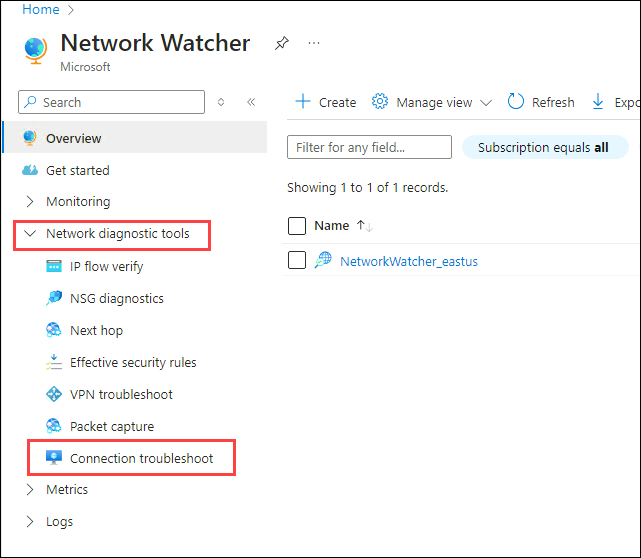 Home >
Network Watcher
Microsoft
Search
Overview
Get started
Monitoring
Network diagnostic tools
IP flow verify
NSG diagnostics
Next hop
Effective security rules
VPN troubleshoot
Packet capture
Connection troubleshoot
Metrics
Logs
Create Manage view Refresh Expo
Filter for any field... Subscription equals all
Showing 1 to 1 of 1 records.
Name
NetworkWatcher_eastus